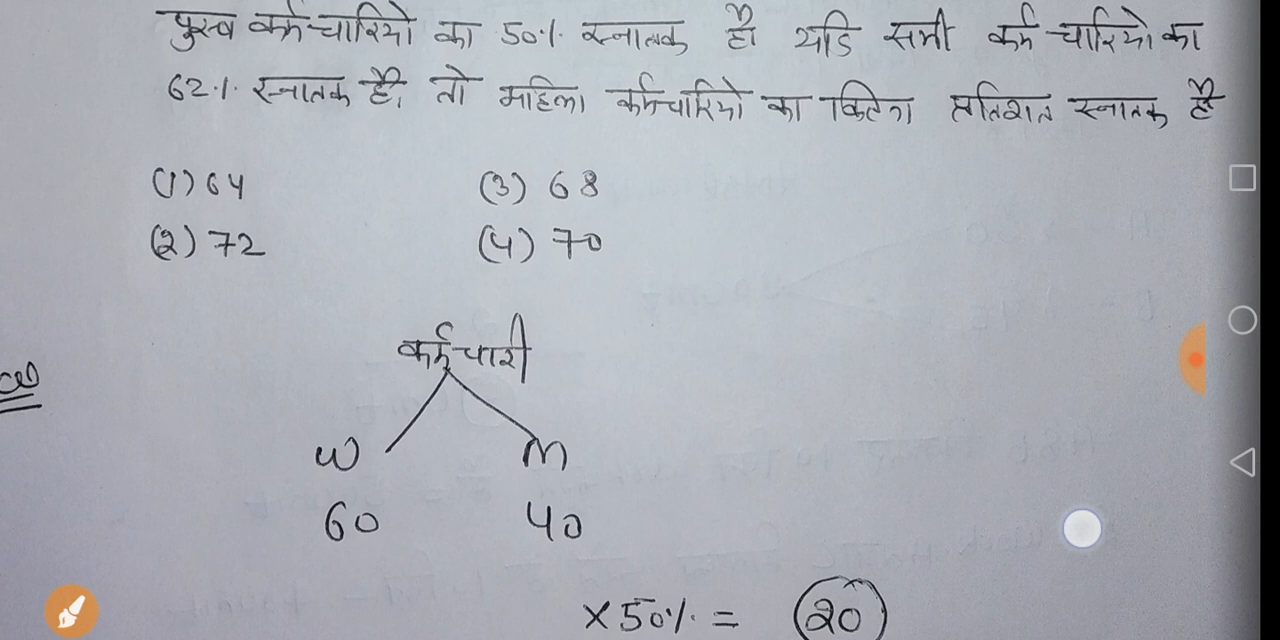 पुरुष कर्मचारियो का 50% स्नातक है यदि सभी कर्मचारियो का
62% स्नातक है, तो महिला कर्मचारियो का कितना प्रतिशत स्नातक है
(1) 64 (3) 68
(2) 72 (4) 70
कर्मचारी
W M
60 40
×50% = 20